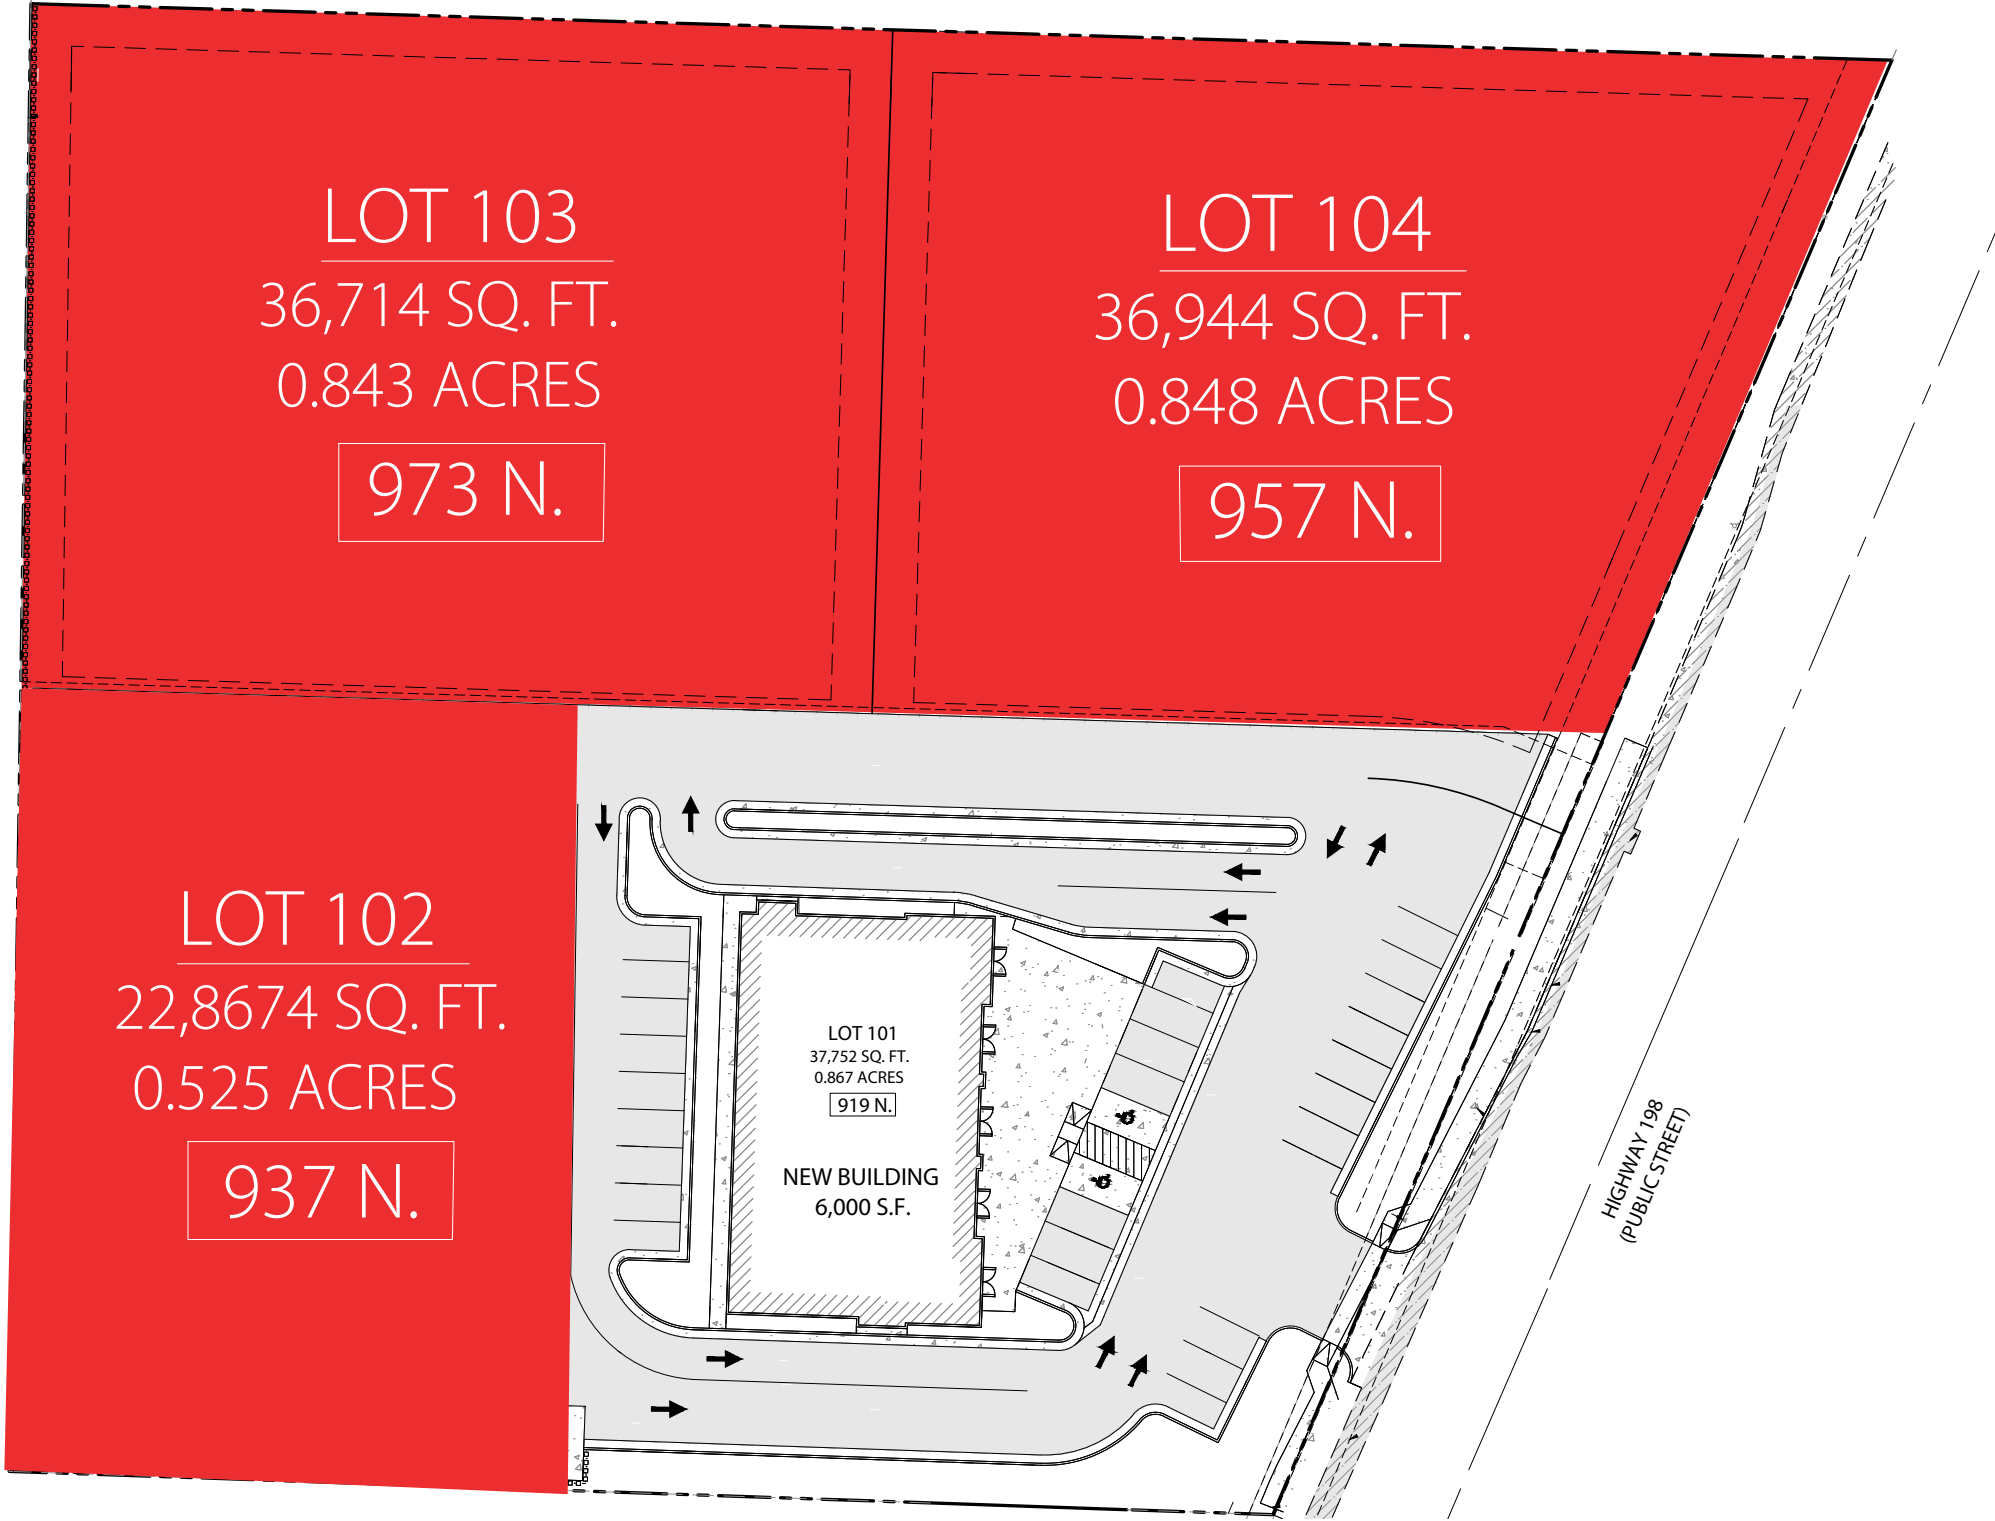 LOT 103
36,714 SQ. FT.
0.843 ACRES
973 N.
LOT 104
36,944 SQ. FT.
0.848 ACRES
957 N.
LOT 102
22,8674 SQ. FT.
0.525 ACRES
937 N.
LOT 101
37,752 SQ. FT.
0.867 ACRES
919 N.
NEW BUILDING
6,000 S.F.
HIGHWAY 198
(PUBLIC STREET)